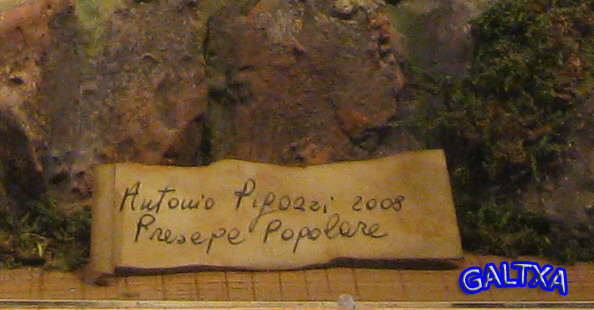 Antonio Pigozzi 2008
Presepe Popolare
GALTXA